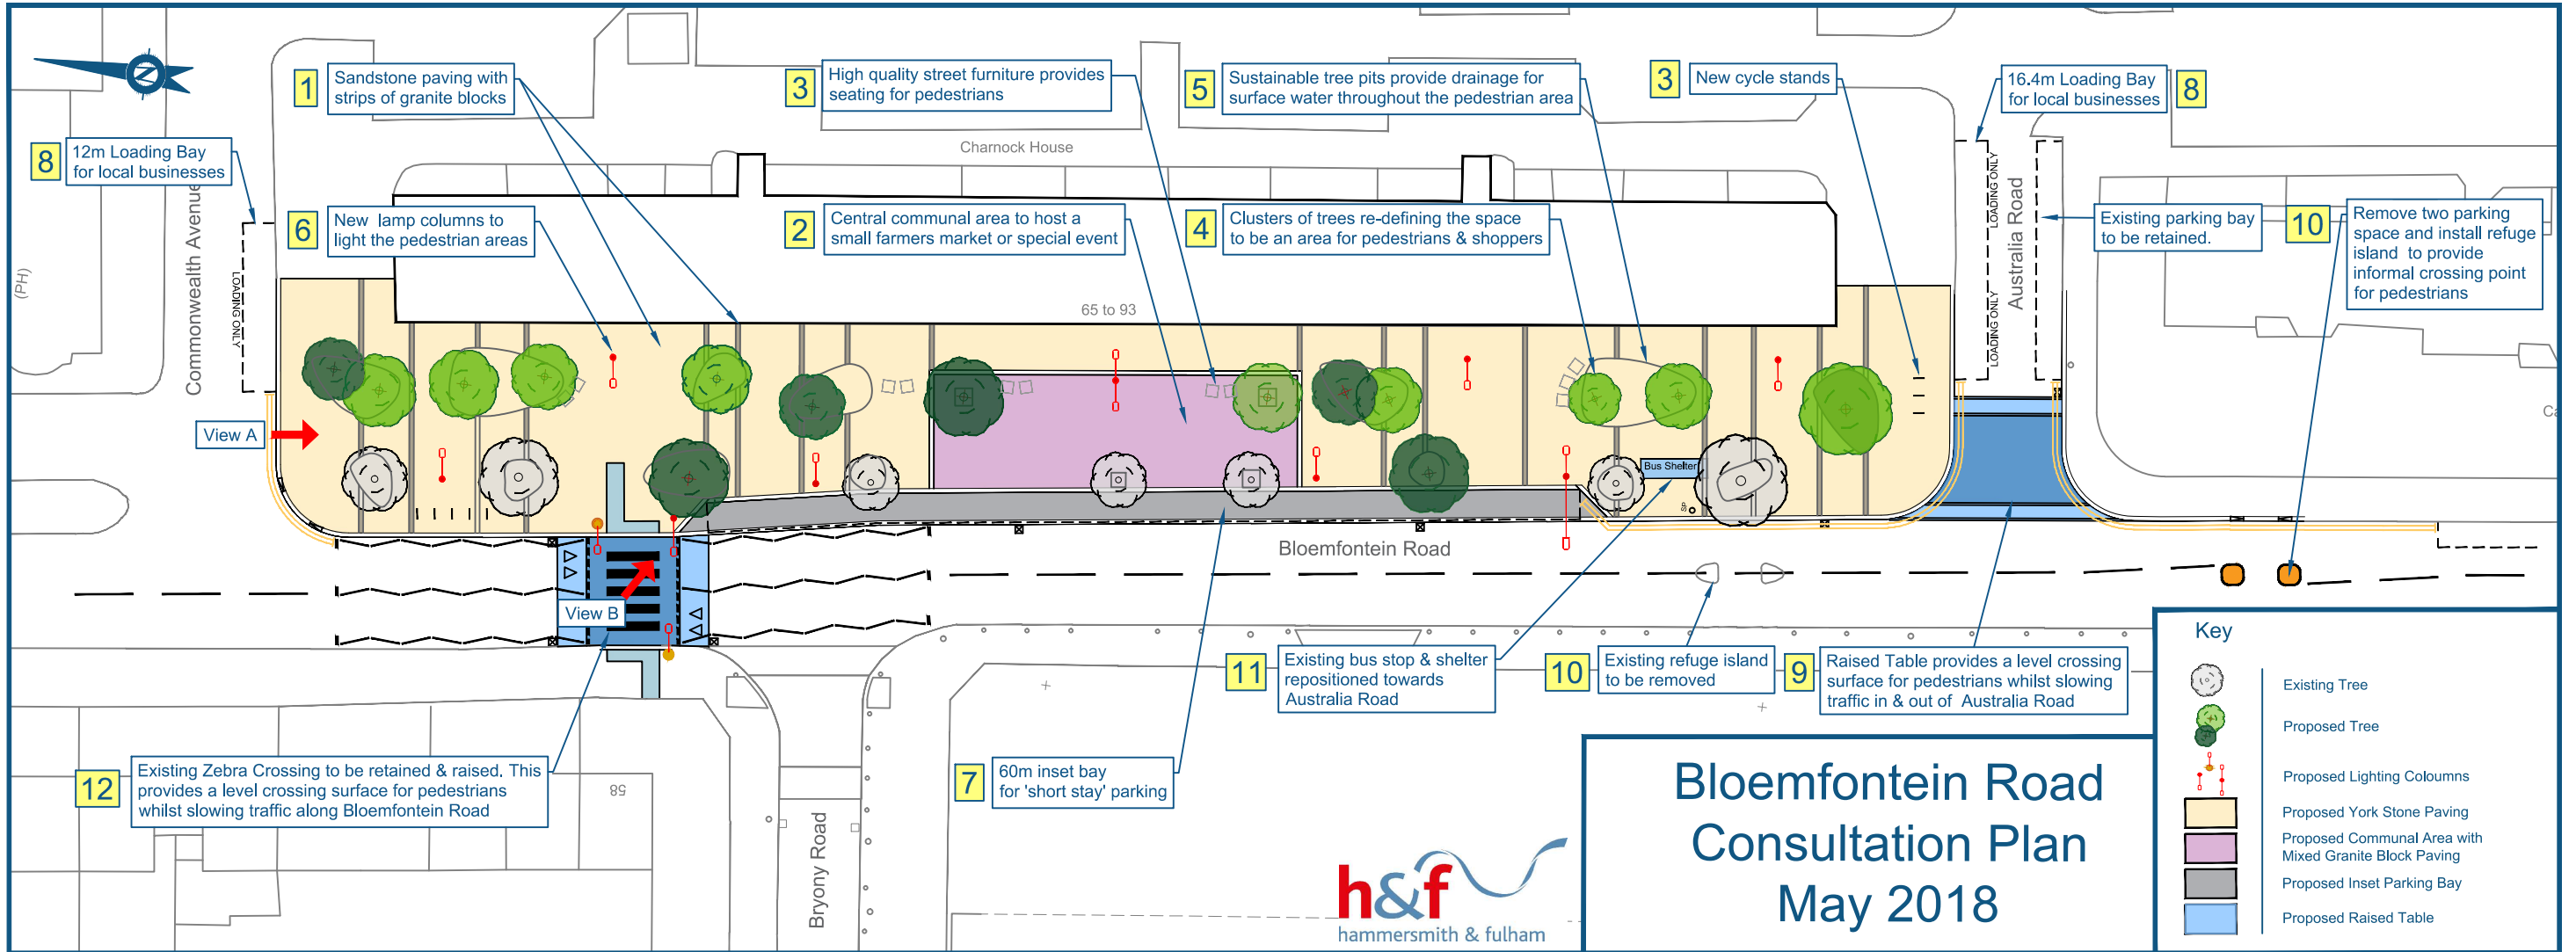 1
Sandstone paving with
strips of granite blocks
3
High quality street furniture provides
seating for pedestrians
5
Sustainable tree pits provide drainage for
surface water throughout the pedestrian area
3
New cycle stands
16.4m Loading Bay
for local businesses
8
8
12m Loading Bay
for local businesses
Charnock House
6
New lamp columns to
light the pedestrian areas
2
Central communal area to host a
small farmers market or special event
4
Clusters of trees re-defining the space
to be an area for pedestrians & shoppers
Existing parking bay
to be retained.
10
Remove two parking
space and install refuge
island to provide
informal crossing point
for pedestrians
(PH)
Commonwealth Avenue
LOADING ONLY
65 to 93
LOADING ONLY
LOADING ONLY
Australia Road
Ca
View A
Bus Shelter
Bloemfontein Road
View B
11
Existing bus stop & shelter
repositioned towards
Australia Road
10
Existing refuge island
to be removed
9
Raised Table provides a level crossing
surface for pedestrians whilst slowing
traffic in & out of Australia Road
12
Existing Zebra Crossing to be retained & raised. This
provides a level crossing surface for pedestrians
whilst slowing traffic along Bloemfontein Road
58
7
60m inset bay
for 'short stay' parking
Bryony Road
h&f
hammersmith & fulham
Bloemfontein Road
Consultation Plan
May 2018
Key
Existing Tree
Proposed Tree
Proposed Lighting Coloumns
Proposed York Stone Paving
Proposed Communal Area with
Mixed Granite Block Paving
Proposed Inset Parking Bay
Proposed Raised Table